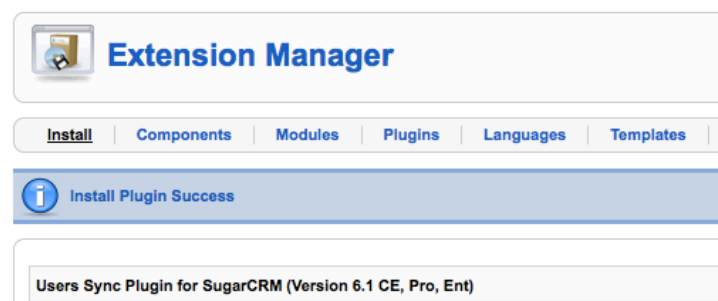 Extension Manager
Install Components Modules Plugins Languages Templates
Install Plugin Success
Users Sync Plugin for SugarCRM (Version 6.1 CE, Pro, Ent)